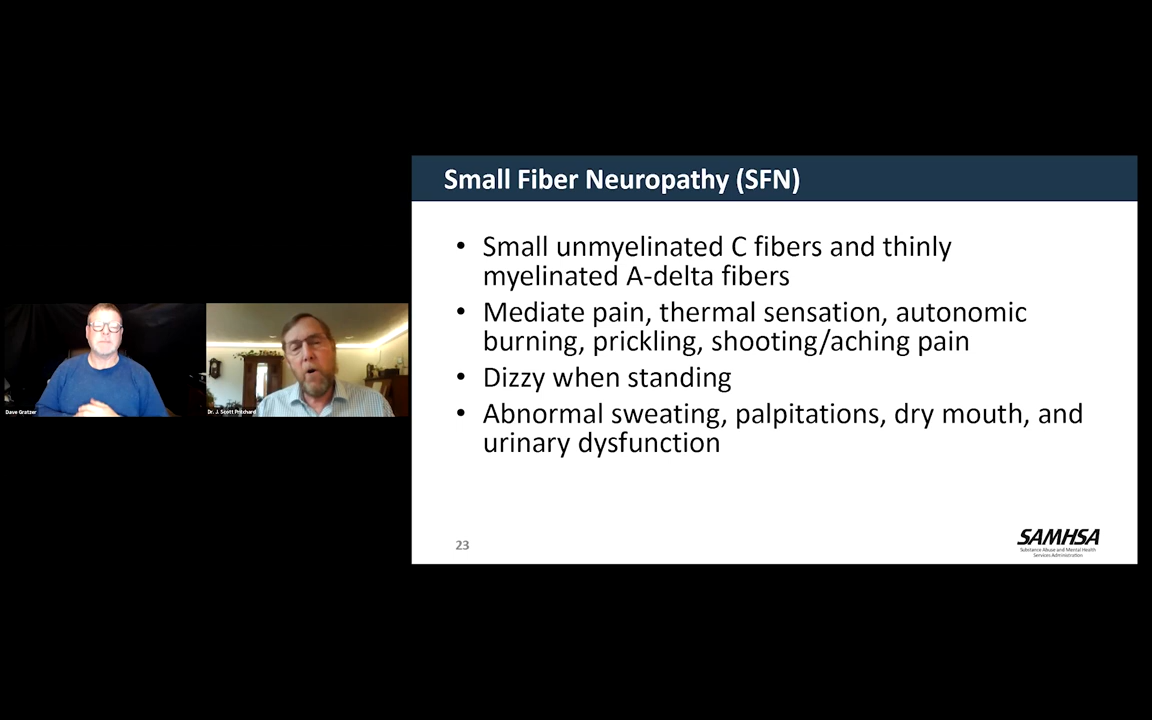 Small Fiber Neuropathy (SFN)
• Small unmyelinated C fibers and thinly
myelinated A-delta fibers
• Mediate pain, thermal sensation, autonomic
burning, prickling, shooting/aching pain
• Dizzy when standing
• Abnormal sweating, palpitations, dry mouth, and
urinary dysfunction
Dave Gratzer
Dr. J. Scott Pritchard
23
SAMHSA
Substance Abuse and Mental Health
Services Administration